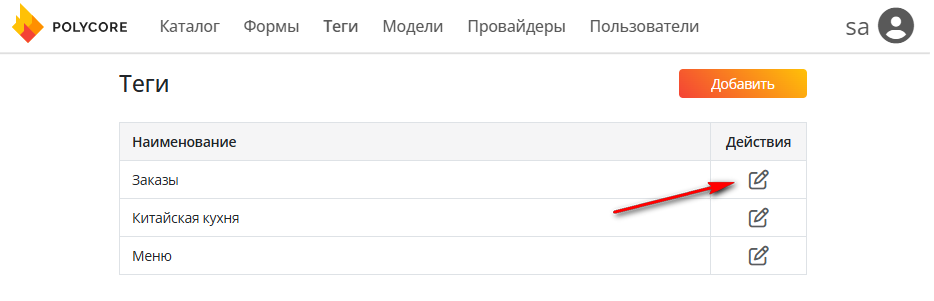 POLYCORE Каталог Формы Теги Модели Провайдеры Пользователи sa
Теги Добавить
Наименование Действия
Заказы
Китайская кухня
Меню